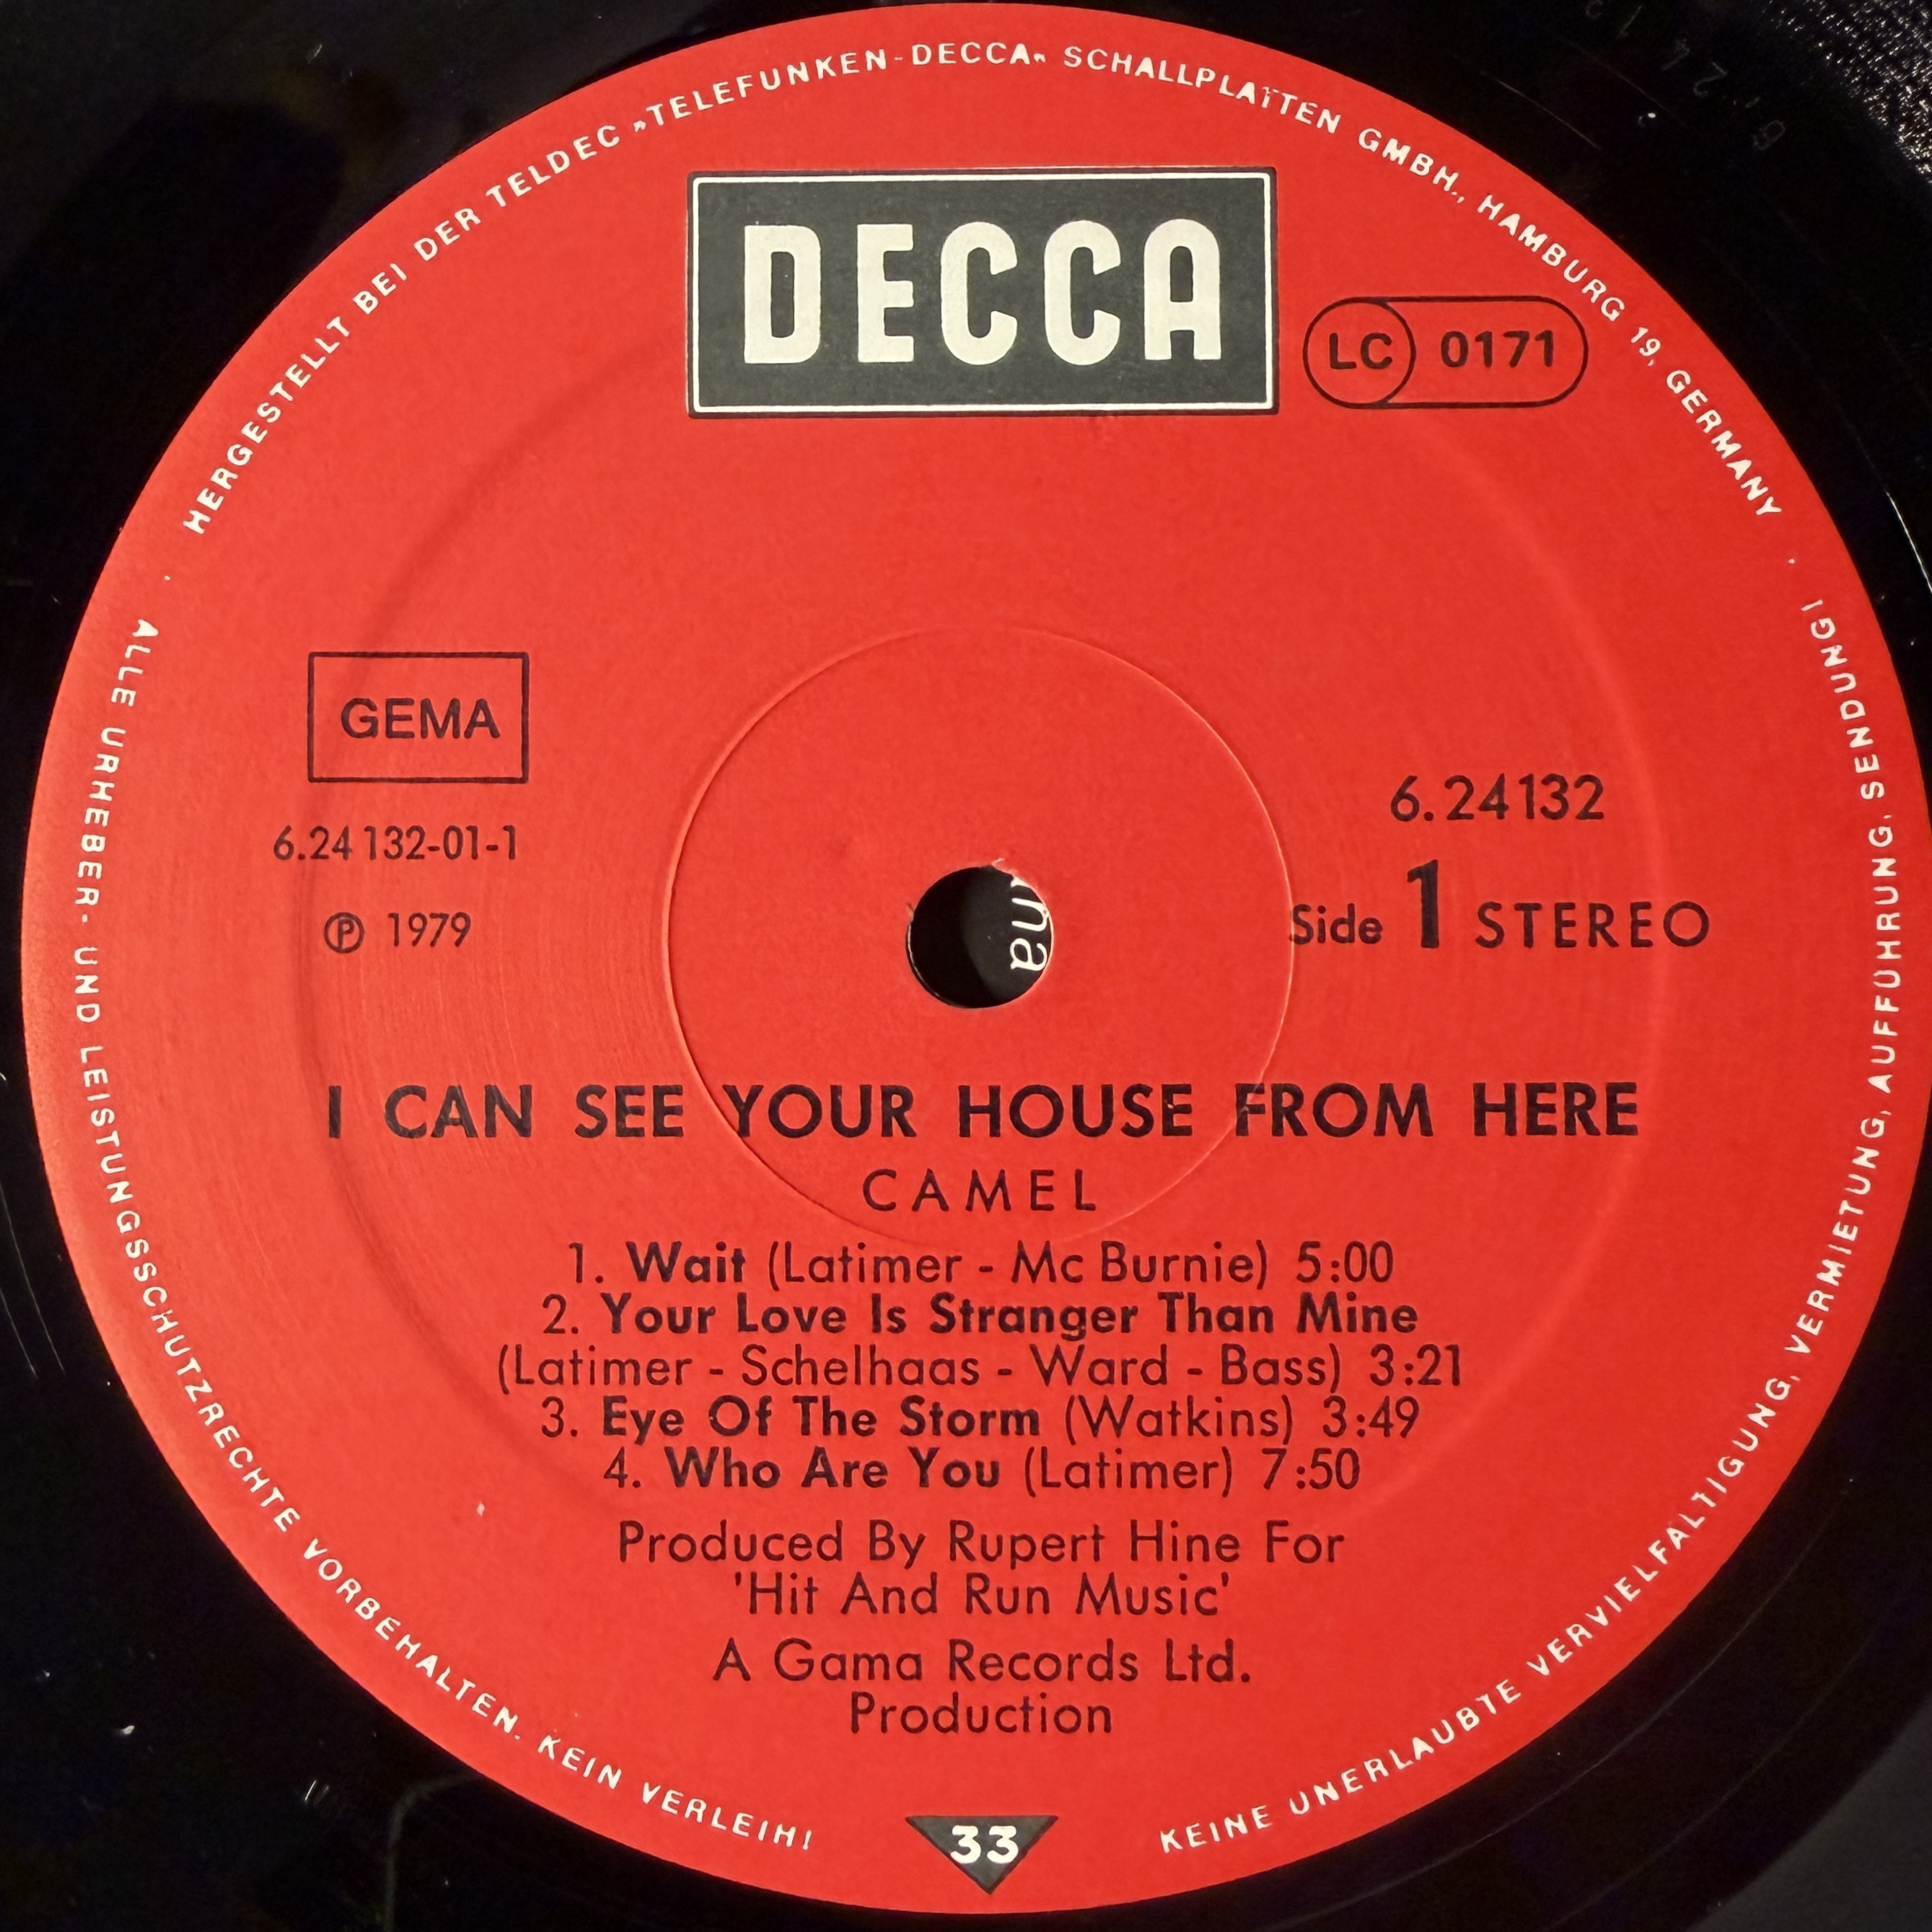 HERGESTELLT BEI DER TELDEC „TELEFUNKEN-DECCA“ SCHALLPLATTEN GMBH., HAMBURG 19, GERMANY
DECCA
LC 0171
GEMA
6.24132-01-1
℗ 1979
6.24132
Side 1 STEREO
I CAN SEE YOUR HOUSE FROM HERE
CAMEL
1. Wait (Latimer - Mc Burnie) 5:00
2. Your Love Is Stranger Than Mine
(Latimer - Schelhaas - Ward - Bass) 3:21
3. Eye Of The Storm (Watkins) 3:49
4. Who Are You (Latimer) 7:50
Produced By Rupert Hine For
'Hit And Run Music'
A Gama Records Ltd.
Production
33
ALLE URHEBER- UND LEISTUNGSSCHUTZRECHTE VORBEHALTEN. KEIN VERLEIH!
KEINE UNERLAUBTE VERVIELFÄLTIGUNG, VERMIETUNG, AUFFÜHRUNG, SENDUNG!